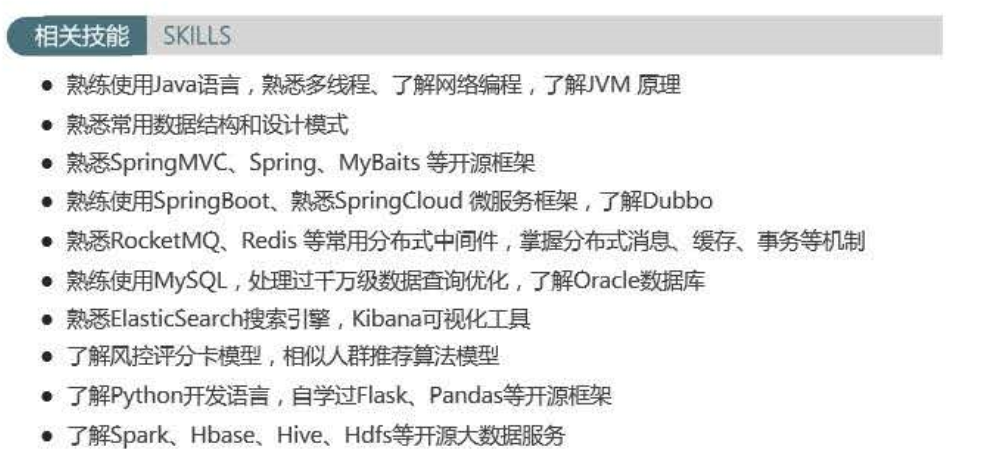 相关技能 SKILLS
● 熟练使用Java语言，熟悉多线程、了解网络编程，了解JVM 原理
● 熟悉常用数据结构和设计模式
● 熟悉SpringMVC、Spring、MyBaits 等开源框架
● 熟练使用SpringBoot、熟悉SpringCloud 微服务框架，了解Dubbo
● 熟悉RocketMQ、Redis 等常用分布式中间件，掌握分布式消息、缓存、事务等机制
● 熟练使用MySQL，处理过千万级数据查询优化，了解Oracle数据库
● 熟悉ElasticSearch搜索引擎，Kibana可视化工具
● 了解风控评分卡模型，相似人群推荐算法模型
● 了解Python开发语言，自学过Flask、Pandas等开源框架
● 了解Spark、Hbase、Hive、Hdfs等开源大数据服务